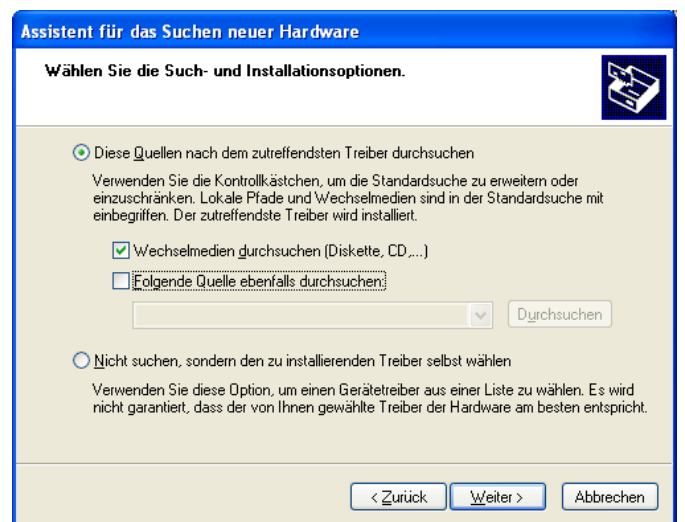 Assistent für das Suchen neuer Hardware
Wählen Sie die Such- und Installationsoptionen.
Diese Quellen nach dem zutreffendsten Treiber durchsuchen
Verwenden Sie die Kontrollkästchen, um die Standardsuche zu erweitern oder
einzuschränken. Lokale Pfade und Wechselmedien sind in der Standardsuche mit
einbegriffen. Der zutreffendste Treiber wird installiert.
Wechselmedien durchsuchen (Diskette, CD,...)
Folgende Quelle ebenfalls durchsuchen:
Durchsuchen
Nicht suchen, sondern den zu installierenden Treiber selbst wählen
Verwenden Sie diese Option, um einen Gerätetreiber aus einer Liste zu wählen. Es wird
nicht garantiert, dass der von Ihnen gewählte Treiber der Hardware am besten entspricht.
< Zurück Weiter > Abbrechen